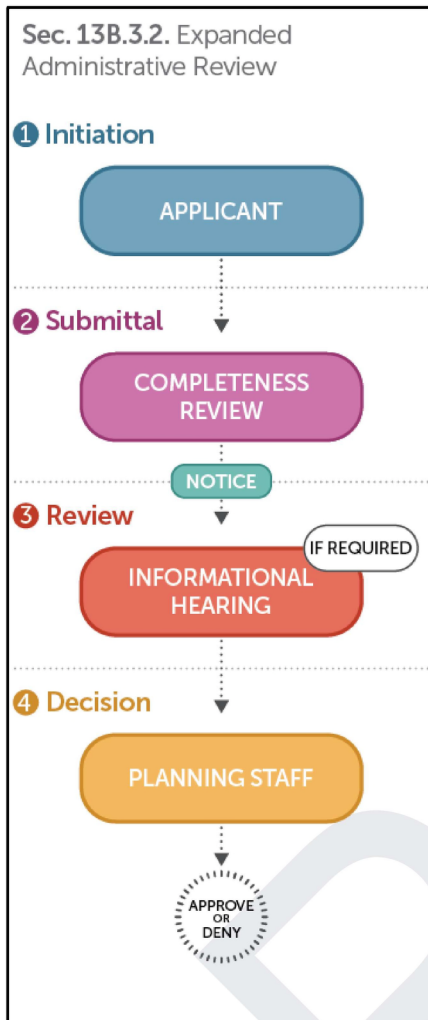 Sec. 13B.3.2. Expanded
Administrative Review
1 Initiation
APPLICANT
2 Submittal
COMPLETENESS
REVIEW
NOTICE
3 Review
IF REQUIRED
INFORMATIONAL
HEARING
4 Decision
PLANNING STAFF
APPROVE
OR
DENY